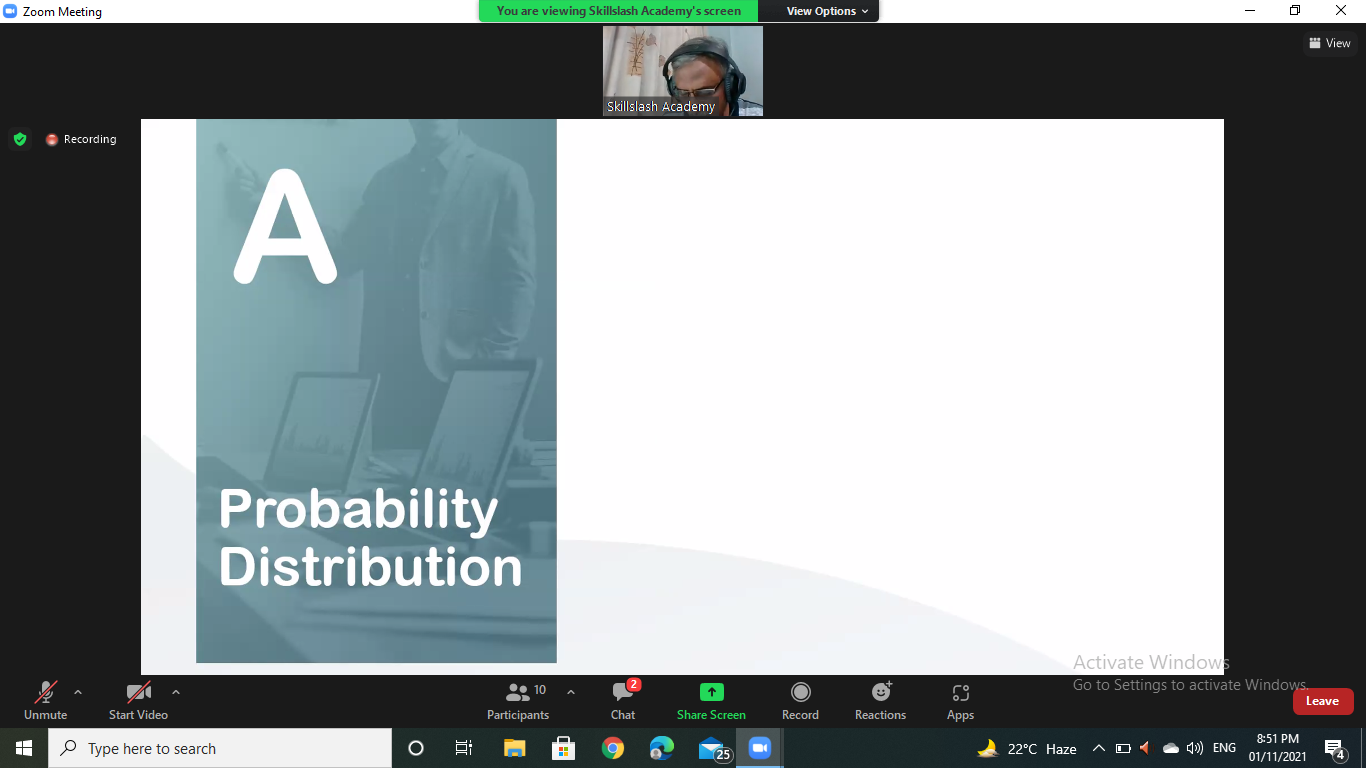 Zoom Meeting
You are viewing Skillslash Academy's screen
View Options
View
Skillslash Academy
Recording
A
Probability
Distribution
Activate Windows
Go to Settings to activate Windows.
Unmute
Start Video
10
Participants
2
Chat
Share Screen
Record
Reactions
Apps
Leave
Type here to search
25
22°C Haze
ENG
8:51 PM
01/11/2021
4